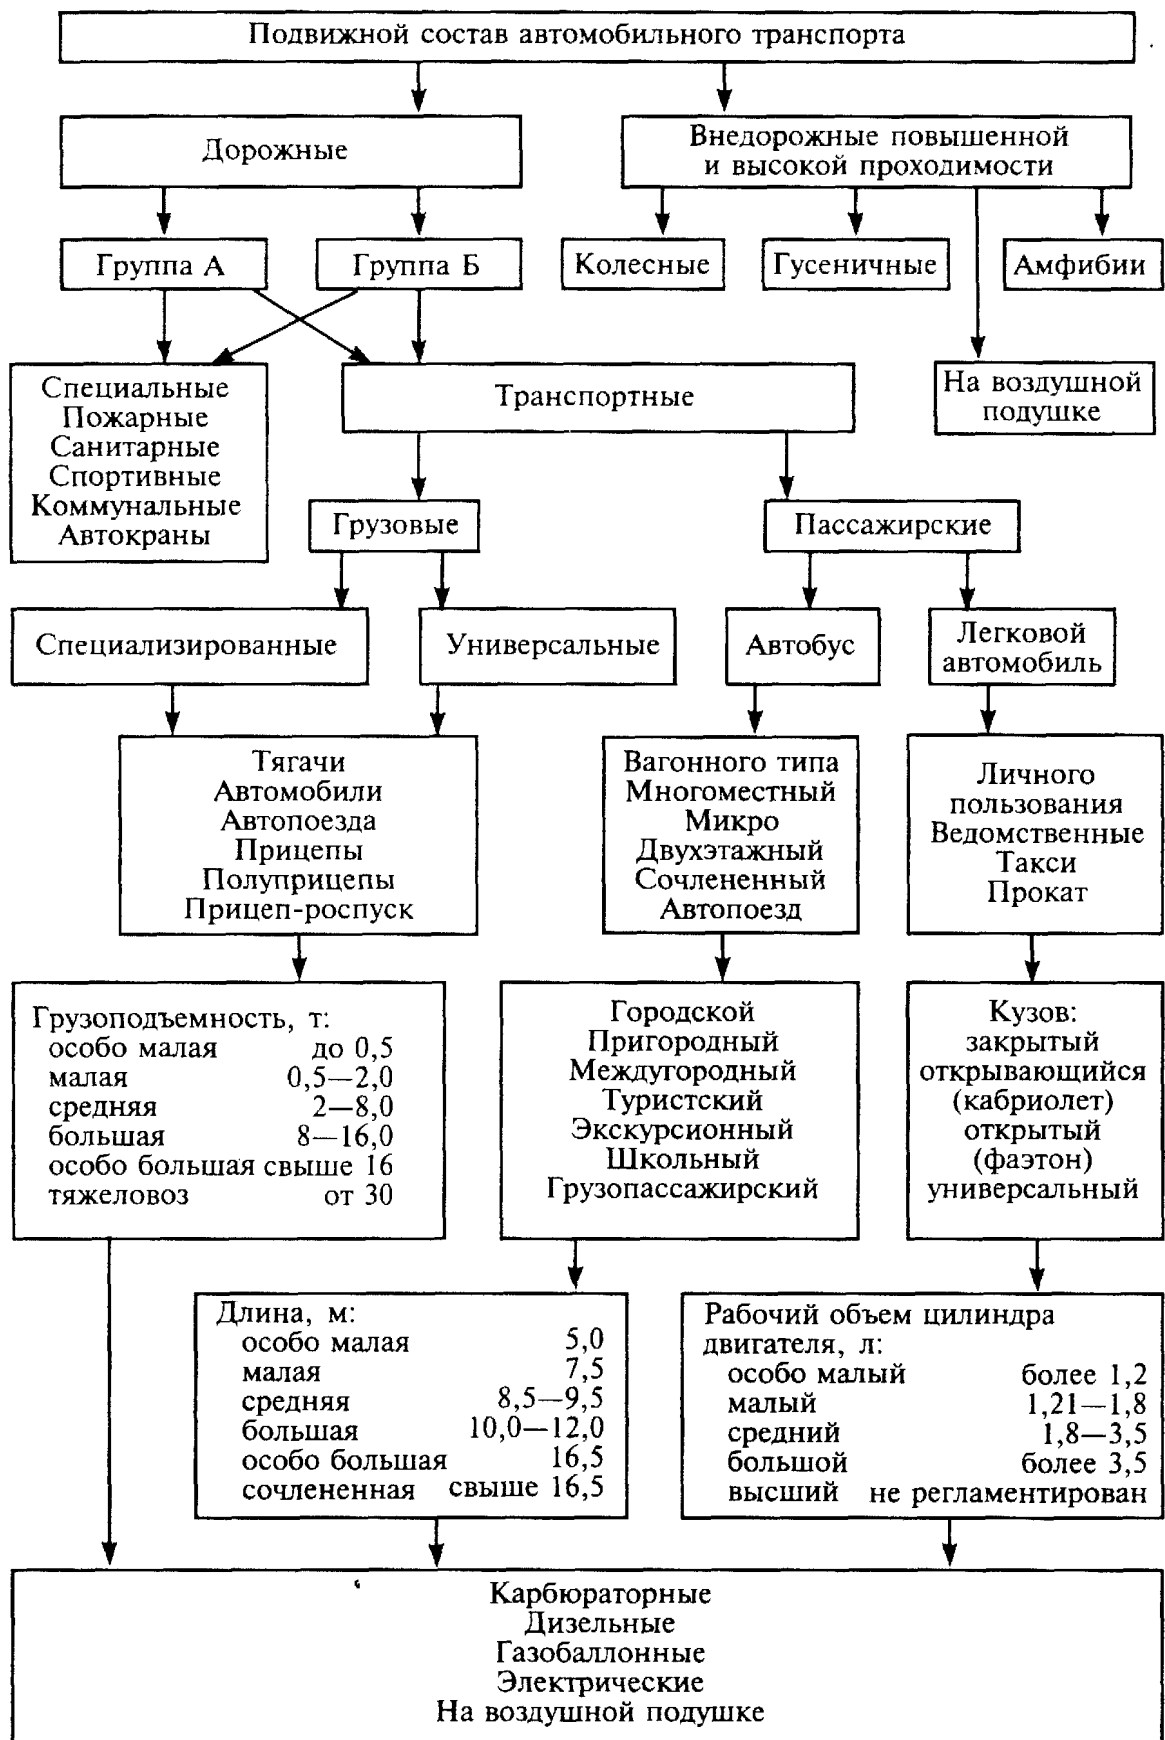 Подвижной состав автомобильного транспорта
Дорожные
Внедорожные повышенной
и высокой проходимости
Группа А
Группа Б
Колесные
Гусеничные
Амфибии
На воздушной
подушке
Специальные
Пожарные
Санитарные
Спортивные
Коммунальные
Автокраны
Транспортные
Грузовые
Пассажирские
Специализированные
Универсальные
Автобус
Легковой
автомобиль
Тягачи
Автомобили
Автопоезда
Прицепы
Полуприцепы
Прицеп-роспуск
Вагонного типа
Многоместный
Микро
Двухэтажный
Сочлененный
Автопоезд
Личного
пользования
Ведомственные
Такси
Прокат
Грузоподъемность, т:
особо малая до 0,5
малая 0,5—2,0
средняя 2—8,0
большая 8—16,0
особо большая свыше 16
тяжеловоз от 30
Городской
Пригородный
Междугородный
Туристский
Экскурсионный
Школьный
Грузопассажирский
Кузов:
закрытый
открывающийся
(кабриолет)
открытый
(фаэтон)
универсальный
Длина, м:
особо малая 5,0
малая 7,5
средняя 8,5—9,5
большая 10,0—12,0
особо большая 16,5
сочлененная свыше 16,5
Рабочий объем цилиндра
двигателя, л:
особо малый более 1,2
малый 1,21—1,8
средний 1,8—3,5
большой более 3,5
высший не регламентирован
Карбюраторные
Дизельные
Газобаллонные
Электрические
На воздушной подушке